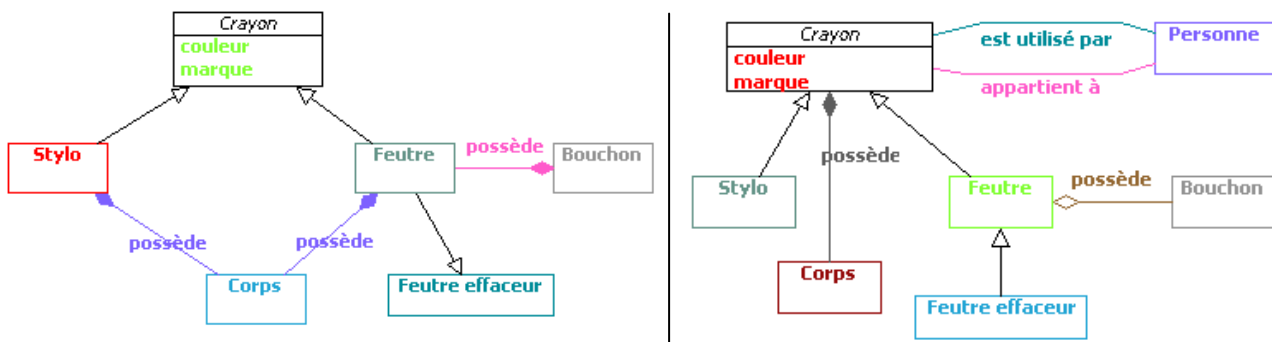 Crayon
couleur
marque
Stylo
Feutre
possède
Bouchon
possède
possède
Corps
Feutre effaceur
Crayon
couleur
marque
est utilisé par
Personne
appartient à
possède
Stylo
Feutre
possède
Bouchon
Corps
Feutre effaceur